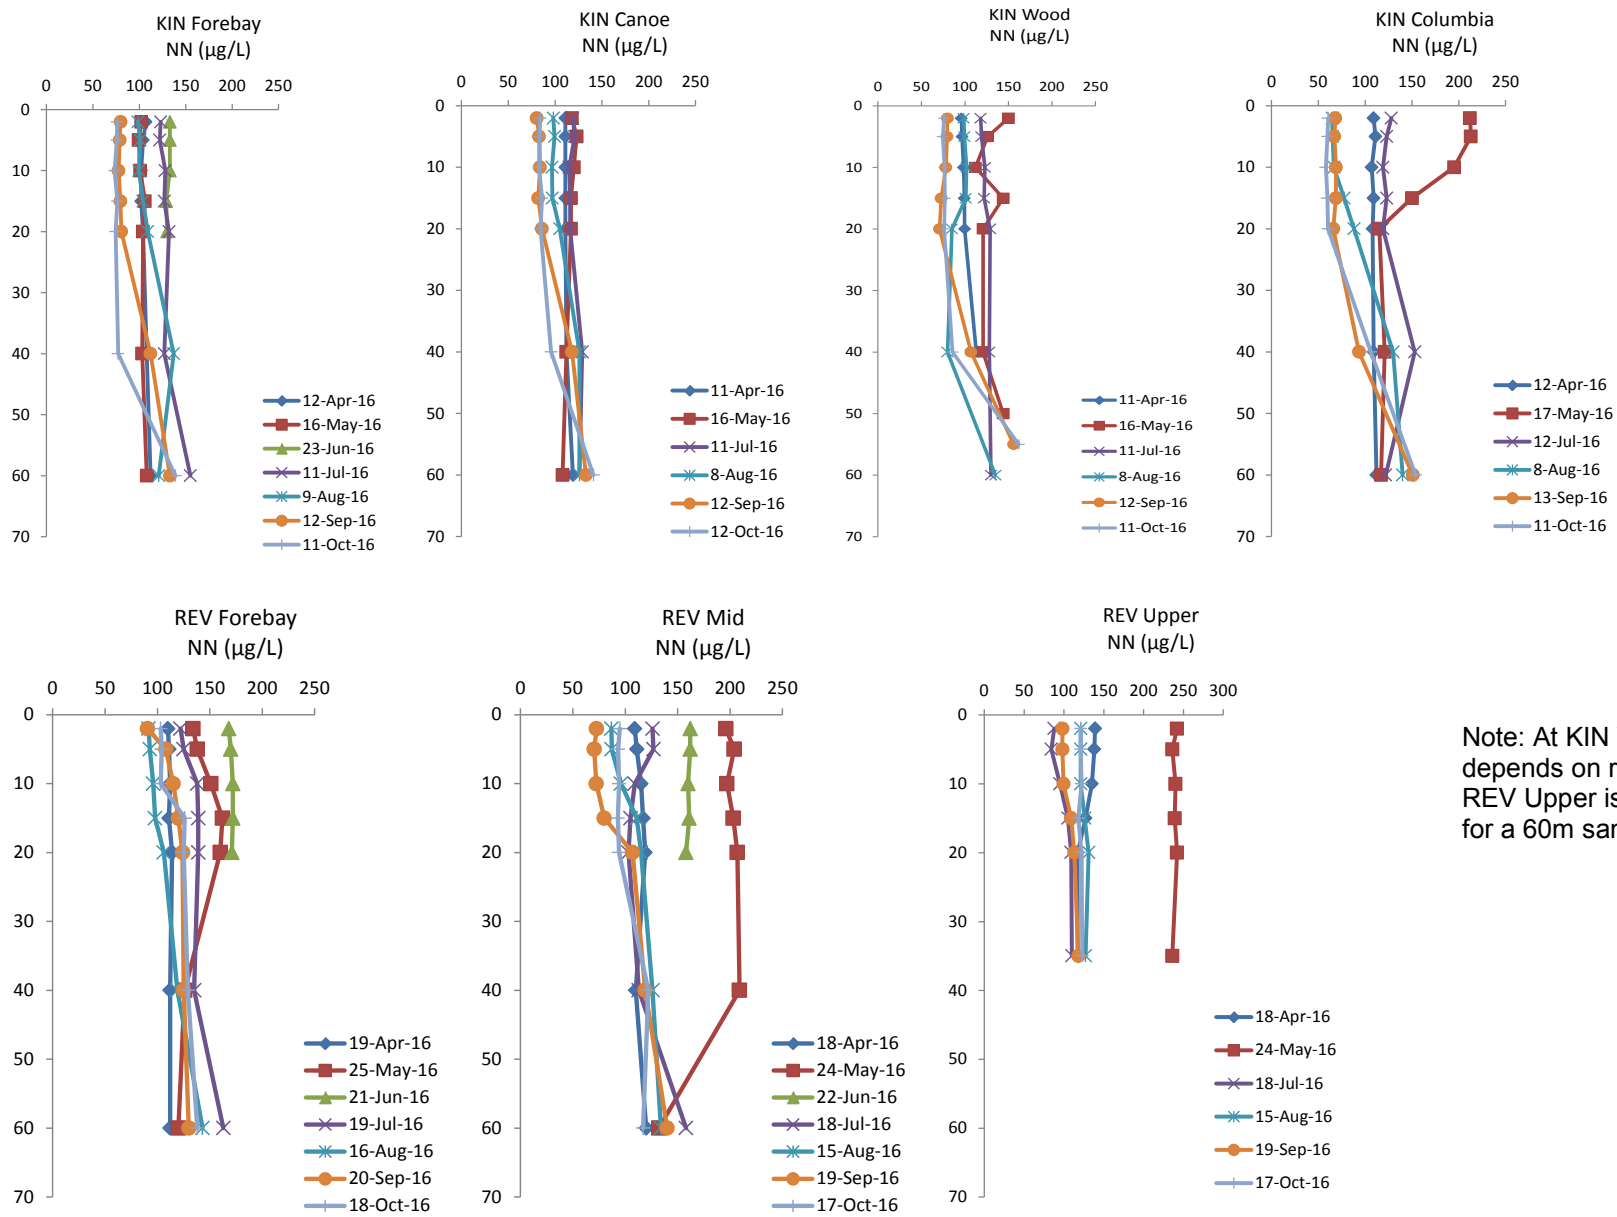 KIN Forebay
NN (µg/L)
0 50 100 150 200 250
0
10
20
30
40
50
60
70
12-Apr-16
16-May-16
23-Jun-16
11-Jul-16
9-Aug-16
12-Sep-16
11-Oct-16
KIN Canoe
NN (µg/L)
0 50 100 150 200 250
0
10
20
30
40
50
60
70
11-Apr-16
16-May-16
11-Jul-16
8-Aug-16
12-Sep-16
12-Oct-16
KIN Wood
NN (µg/L)
0 50 100 150 200 250
0
10
20
30
40
50
60
70
11-Apr-16
16-May-16
11-Jul-16
8-Aug-16
12-Sep-16
11-Oct-16
KIN Columbia
NN (µg/L)
0 50 100 150 200 250
0
10
20
30
40
50
60
70
12-Apr-16
17-May-16
12-Jul-16
8-Aug-16
13-Sep-16
11-Oct-16
REV Forebay
NN (µg/L)
0 50 100 150 200 250
0
10
20
30
40
50
60
70
19-Apr-16
25-May-16
21-Jun-16
19-Jul-16
16-Aug-16
20-Sep-16
18-Oct-16
REV Mid
NN (µg/L)
0 50 100 150 200 250
0
10
20
30
40
50
60
70
18-Apr-16
24-May-16
22-Jun-16
18-Jul-16
15-Aug-16
19-Sep-16
17-Oct-16
REV Upper
NN (µg/L)
0 50 100 150 200 250 300
0
10
20
30
40
50
60
70
18-Apr-16
24-May-16
18-Jul-16
15-Aug-16
19-Sep-16
17-Oct-16
Note: At KIN
depends on
REV Upper is
for a 60m